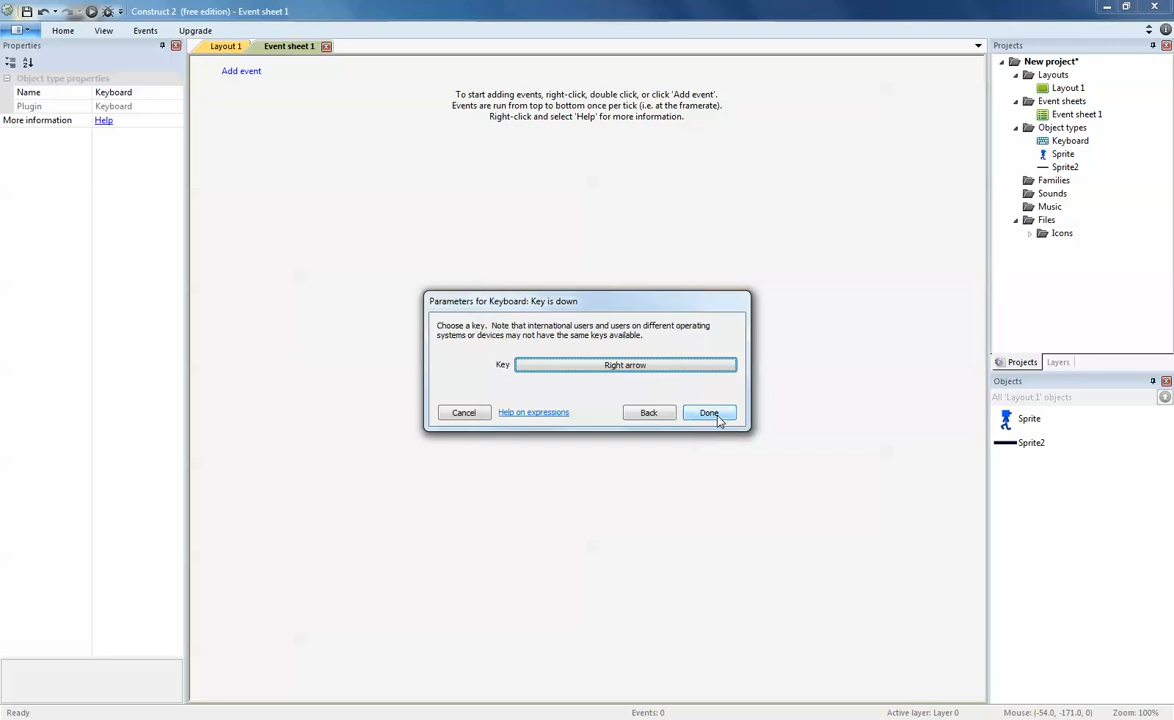 Construct 2  (free edition) - Event sheet 1
Home
View
Events
Upgrade
Properties
Layout 1
Event sheet 1
Projects
Object type properties
Name
Keyboard
Plugin
Keyboard
More information
Help
Add event
To start adding events, right-click, double click, or click 'Add event'.
Events are run from top to bottom once per tick (i.e. at the framerate).
Right-click and select 'Help' for more information.
New project*
Layouts
Layout 1
Event sheets
Event sheet 1
Object types
Keyboard
Sprite
Sprite2
Families
Sounds
Music
Files
Icons
Parameters for Keyboard: Key is down
Choose a key.  Note that international users and users on different operating
systems or devices may not have the same keys available.
Key
Right arrow
Cancel
Help on expressions
Back
Done
Projects
Layers
Objects
All 'Layout 1' objects
Sprite
Sprite2
Ready
Events: 0
Active layer: Layer 0
Mouse: (-54.0, -171.0, 0)
Zoom: 100%